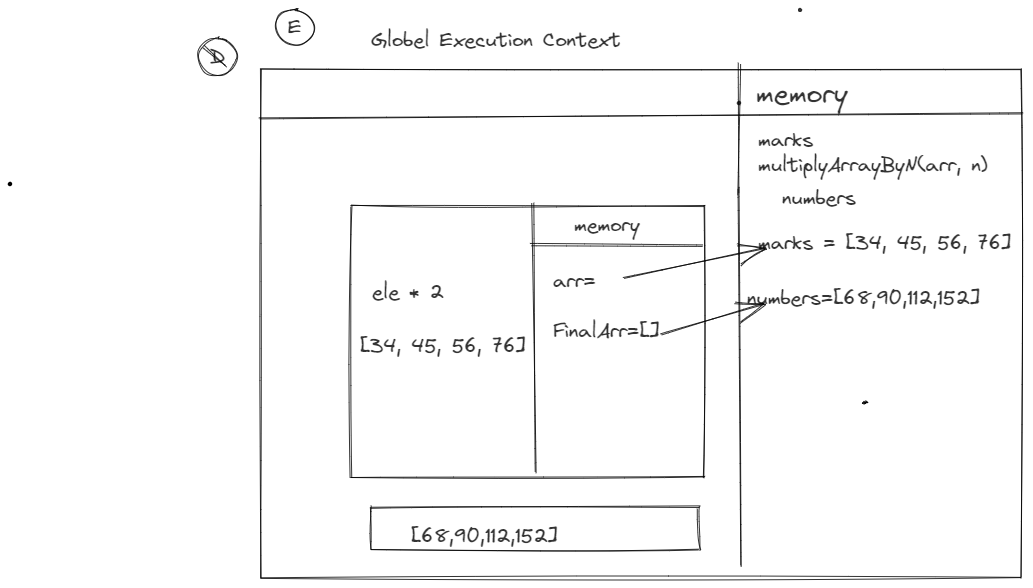 E
D
Globel Execution Context
memory
marks
multiplyArrayByN(arr, n)
numbers
marks = [34, 45, 56, 76]
numbers=[68,90,112,152]
memory
arr=
FinalArr=[]
ele * 2
[34, 45, 56, 76]
[68,90,112,152]